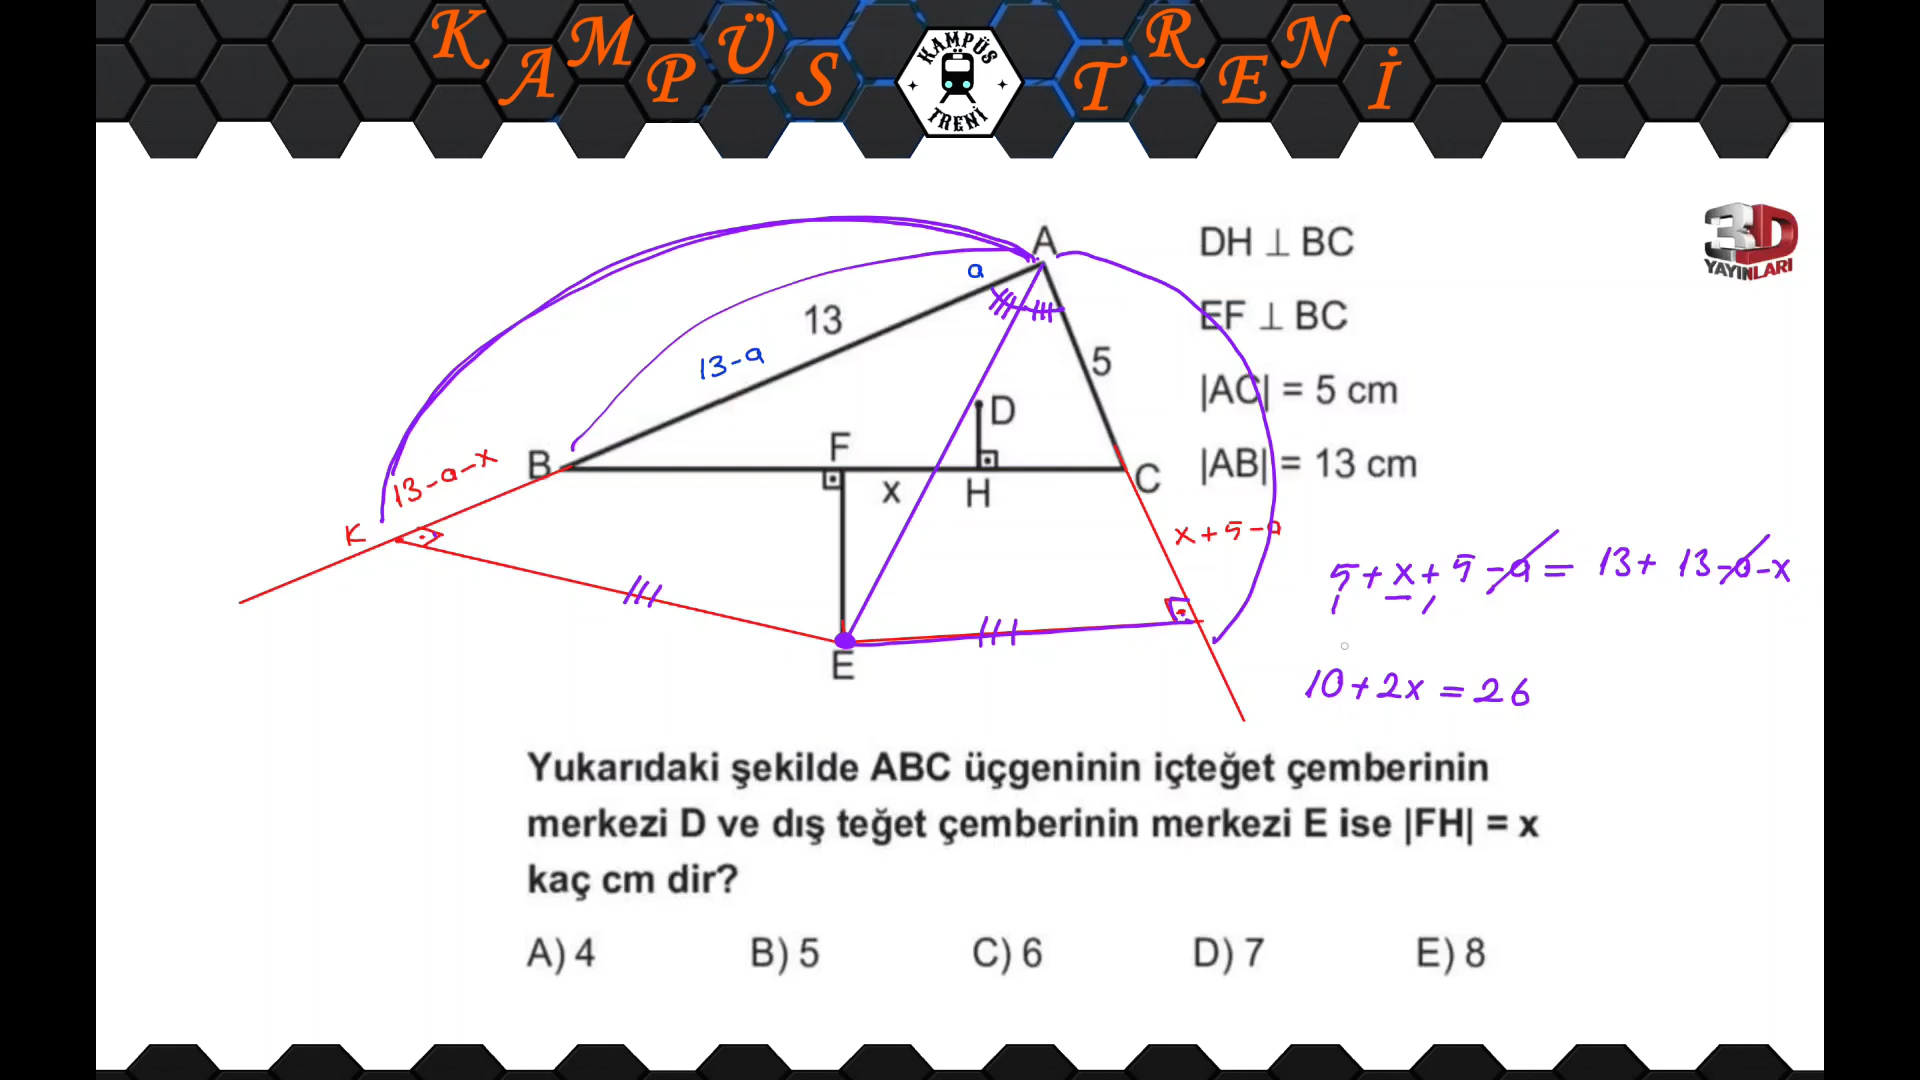 KAMPÜS TRENİ
KAMPÜS
TRENİ
3D
YAYINLARI
A
a
13
13-a
5
D
B
F
x
H
C
13-a-x
K
x+5-a
E
DH ⊥ BC
EF ⊥ BC
|AC| = 5 cm
|AB| = 13 cm
5+x+5-a = 13+ 13-a-x
10+2x = 26
Yukarıdaki şekilde ABC üçgeninin içteğet çemberinin
merkezi D ve dış teğet çemberinin merkezi E ise |FH| = x
kaç cm dir?
A) 4 B) 5 C) 6 D) 7 E) 8